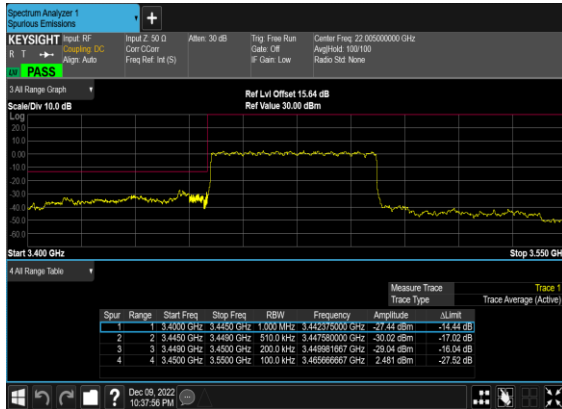 Spectrum Analyzer 1
Spurious Emissions
+
KEYSIGHT Input: RF Input Z: 50 Ω Atten: 30 dB Trig: Free Run Center Freq: 22.005000000 GHz
R T Coupling: DC Corr CCorr Gate: Off Avg|Hold: 100/100
Align: Auto Freq Ref: Int (S) IF Gain: Low Radio Std: None
PASS
3 All Range Graph
Ref Lvl Offset 15.64 dB
Scale/Div 10.0 dB Ref Value 30.00 dBm
Log
20.0
10.0
0.00
-10.0
-20.0
-30.0
-40.0
-50.0
-60.0
Start 3.400 GHz Stop 3.550 GHz
4 All Range Table
Measure Trace Trace 1
Trace Type Trace Average (Active)
Spur Range Start Freq Stop Freq RBW Frequency Amplitude ΔLimit
1 1 3.4000 GHz 3.4450 GHz 1.000 MHz 3.442375000 GHz -27.44 dBm -14.44 dB
2 2 3.4450 GHz 3.4490 GHz 510.0 kHz 3.447580000 GHz -30.02 dBm -17.02 dB
3 3 3.4490 GHz 3.4500 GHz 200.0 kHz 3.449981667 GHz -29.04 dBm -16.04 dB
4 4 3.4500 GHz 3.5500 GHz 100.0 kHz 3.465666667 GHz 2.481 dBm -27.52 dB
? Dec 09, 2022
10:37:56 PM